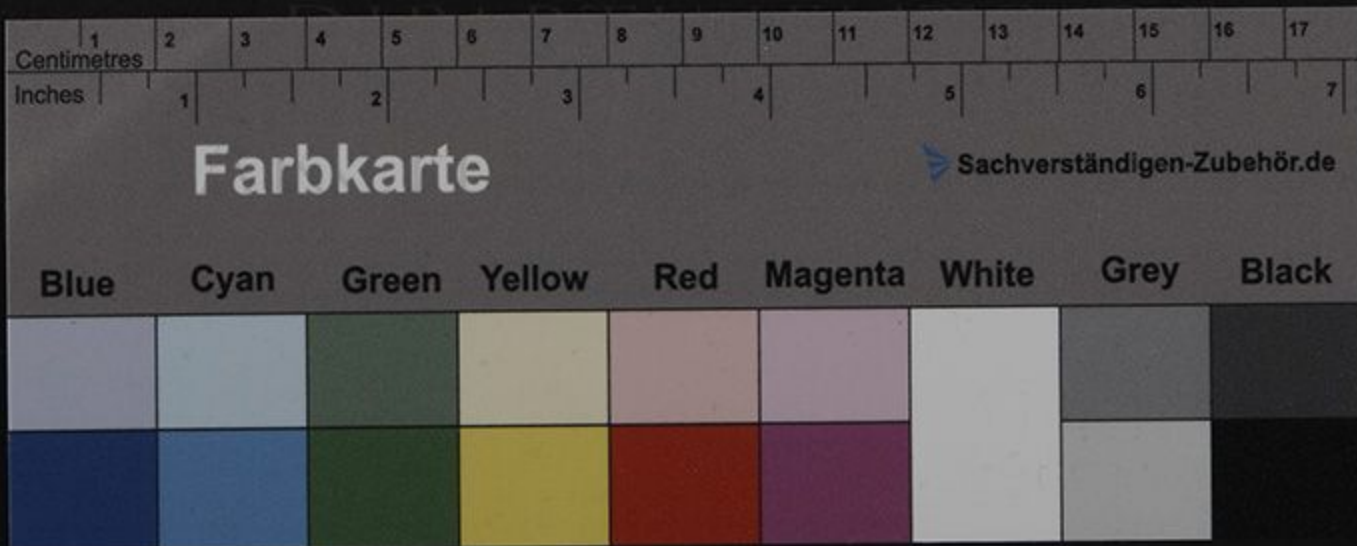 1 2 3 4 5 6 7 8 9 10 11 12 13 14 15 16 17
Centimetres
Inches 1 2 3 4 5 6 7
Farbkarte
Sachverständigen-Zubehör.de
Blue Cyan Green Yellow Red Magenta White Grey Black